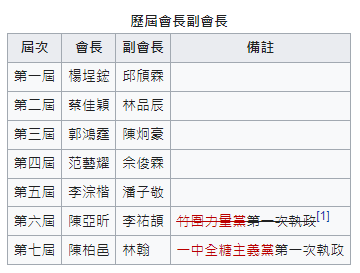 歷屆會長副會長
屆次 會長 副會長 備註
第一屆 楊埕鋐 邱頎霖
第二屆 蔡佳穎 林品辰
第三屆 郭鴻霆 陳炯豪
第四屆 范藝耀 余俊霖
第五屆 李淙楷 潘子敬
第六屆 陳亞昕 李祐頡 竹圍力量黨第一次執政[1]
第七屆 陳柏邑 林翰 一中全糖主義黨第一次執政